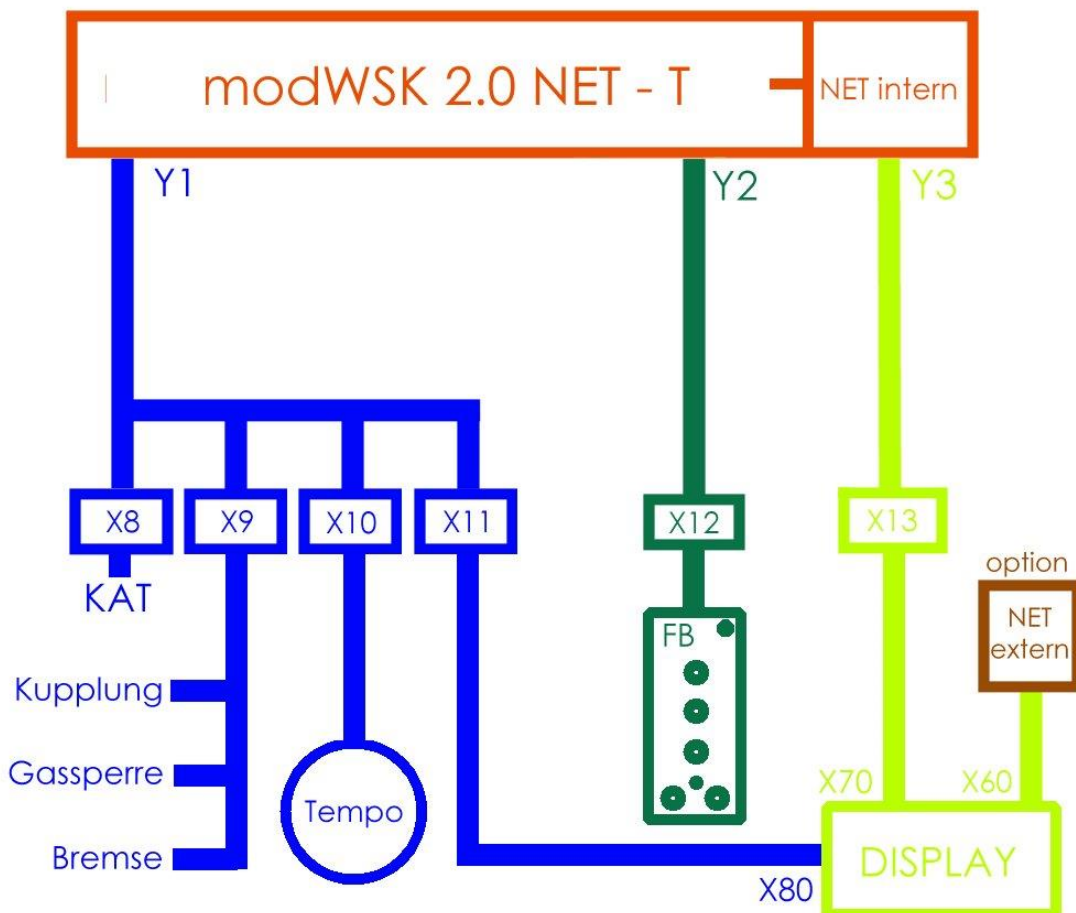 modWSK 2.0 NET - T
NET intern
Y1
Y2
Y3
X8
X9
X10
X11
X12
X13
KAT
option
NET
extern
FB
Kupplung
Gassperre
Bremse
Tempo
X70
X60
X80
DISPLAY